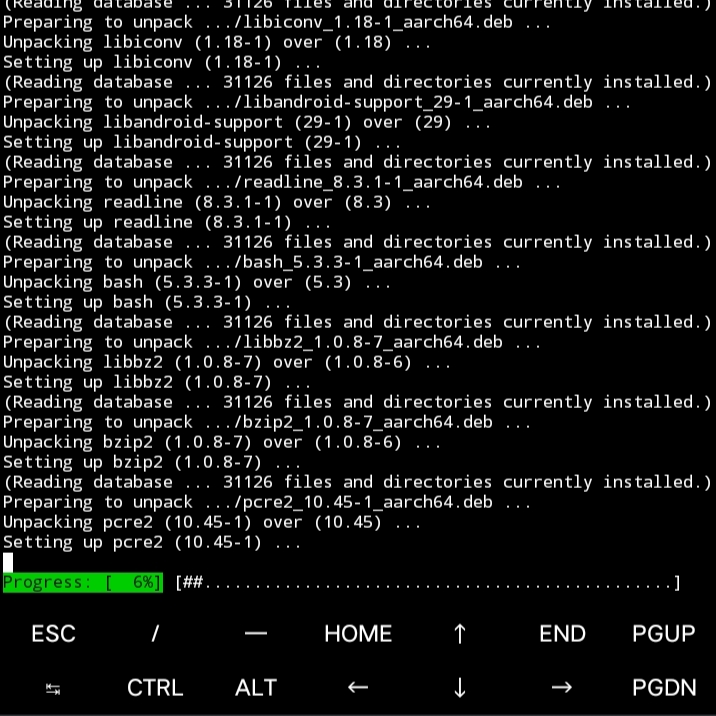 (Reading database ... 31126 files and directories currently installed.)
Preparing to unpack .../libiconv_1.18-1_aarch64.deb ...
Unpacking libiconv (1.18-1) over (1.18) ...
Setting up libiconv (1.18-1) ...
(Reading database ... 31126 files and directories currently installed.)
Preparing to unpack .../libandroid-support_29-1_aarch64.deb ...
Unpacking libandroid-support (29-1) over (29) ...
Setting up libandroid-support (29-1) ...
(Reading database ... 31126 files and directories currently installed.)
Preparing to unpack .../readline_8.3.1-1_aarch64.deb ...
Unpacking readline (8.3.1-1) over (8.3) ...
Setting up readline (8.3.1-1) ...
(Reading database ... 31126 files and directories currently installed.)
Preparing to unpack .../bash_5.3.3-1_aarch64.deb ...
Unpacking bash (5.3.3-1) over (5.3) ...
Setting up bash (5.3.3-1) ...
(Reading database ... 31126 files and directories currently installed.)
Preparing to unpack .../libbz2_1.0.8-7_aarch64.deb ...
Unpacking libbz2 (1.0.8-7) over (1.0.8-6) ...
Setting up libbz2 (1.0.8-7) ...
(Reading database ... 31126 files and directories currently installed.)
Preparing to unpack .../bzip2_1.0.8-7_aarch64.deb ...
Unpacking bzip2 (1.0.8-7) over (1.0.8-6) ...
Setting up bzip2 (1.0.8-7) ...
(Reading database ... 31126 files and directories currently installed.)
Preparing to unpack .../pcre2_10.45-1_aarch64.deb ...
Unpacking pcre2 (10.45-1) over (10.45) ...
Setting up pcre2 (10.45-1) ...
Progress: [  6%] [##...............................................]
ESC / — HOME ↑ END PGUP
↹ CTRL ALT ← ↓ → PGDN